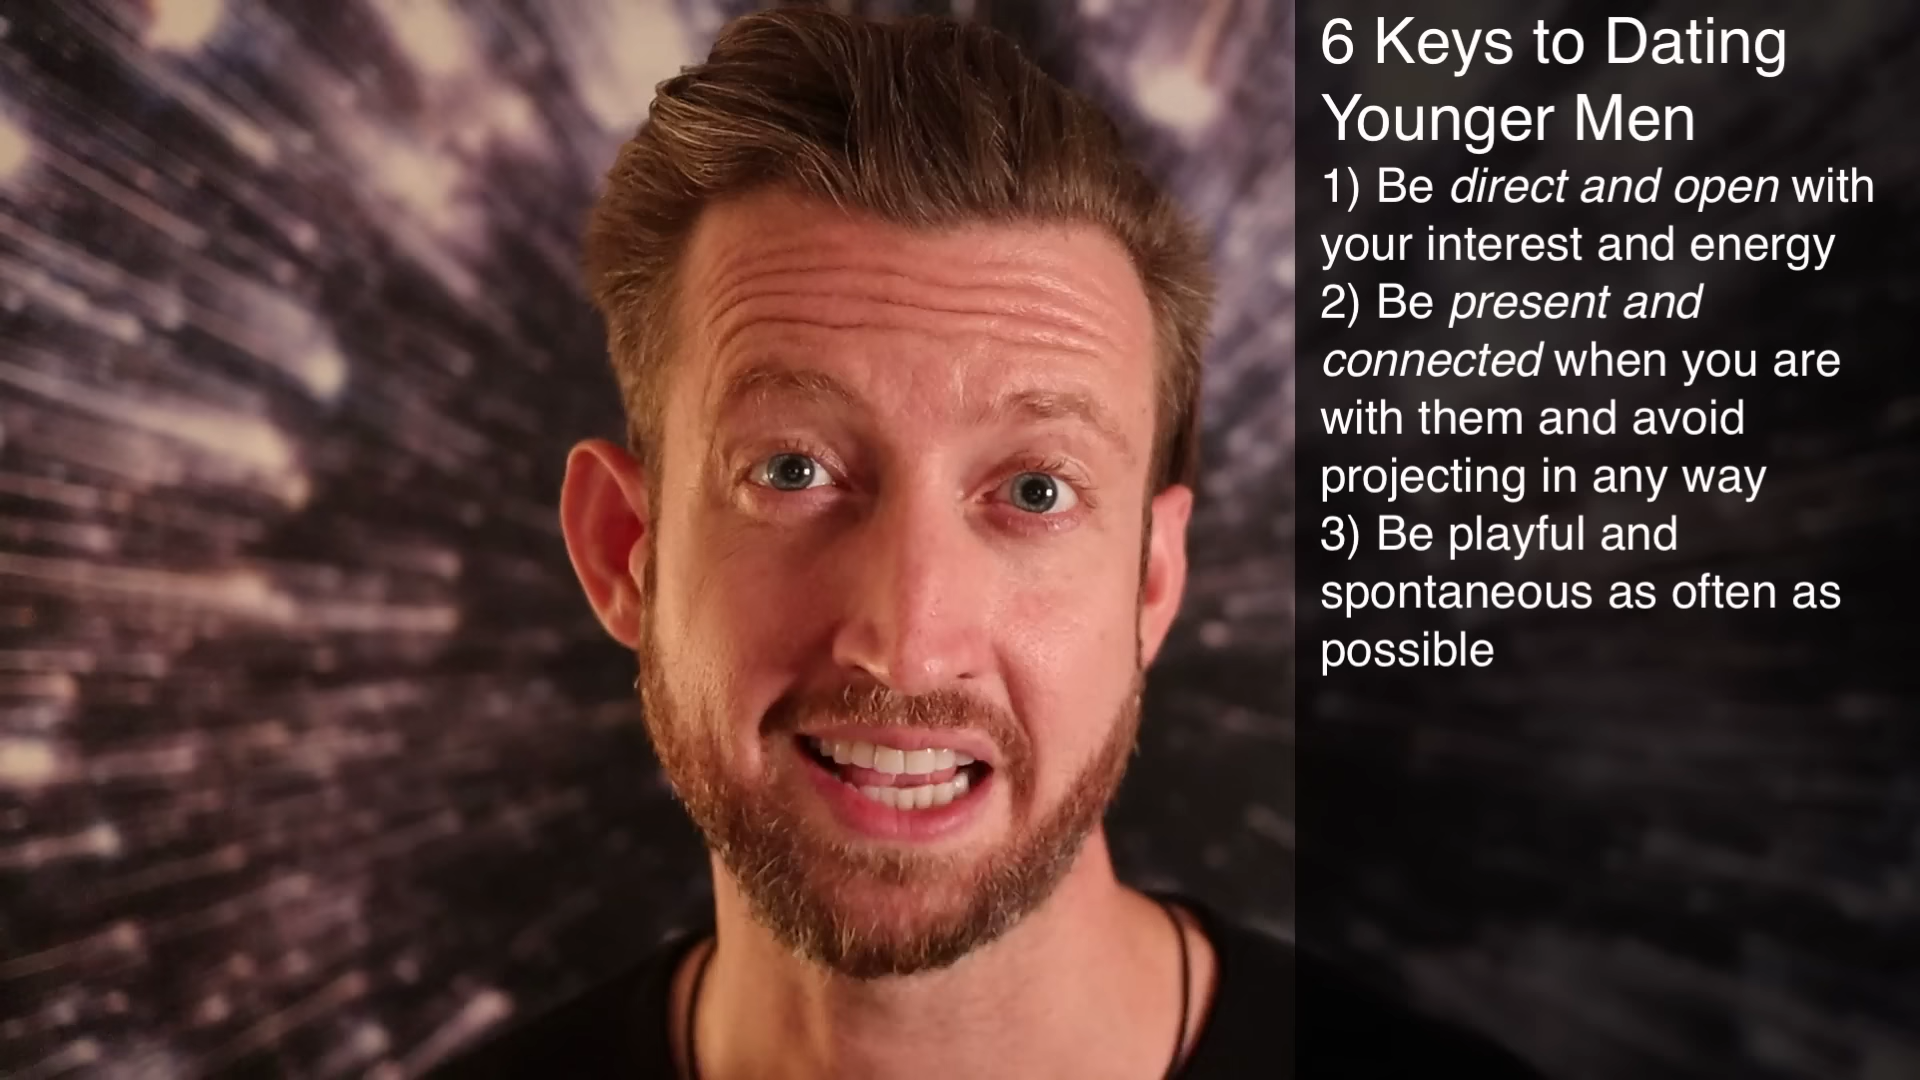 6 Keys to Dating
Younger Men
1) Be direct and open with
your interest and energy
2) Be present and
connected when you are
with them and avoid
projecting in any way
3) Be playful and
spontaneous as often as
possible